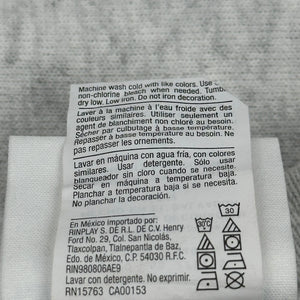 Machine wash cold with like colors. Use
non-chlorine bleach when needed. Tumble
dry low. Low iron. Do not iron decoration.
Laver à la machine à l'eau froide avec des
couleurs similaires. Utiliser seulement un
agent de blanchiment non chloré au besoin.
Sécher par culbutage à basse température.
Repasser à basse température au besoin.
Ne pas repasser l'ornement.
Lavar en máquina con agua fría, con colores
similares. Usar detergente. Sólo usar
blanqueador sin cloro cuando se necesite.
Secar en secadora a temperatura baja.
Planchar a temperatura baja si es necesario.
No planchar la decoración.
En México importado por:
RINPLAY S. DE R.L. DE C.V. Henry
Ford No. 29, Col. San Nicolás,
Tlaxcolpan, Tlalnepantla de Baz,
Edo. de México, C.P. 54030 R.F.C.
RIN980806AE9
Lavar con detergente. No exprimir.
RN15763 CA00153
30